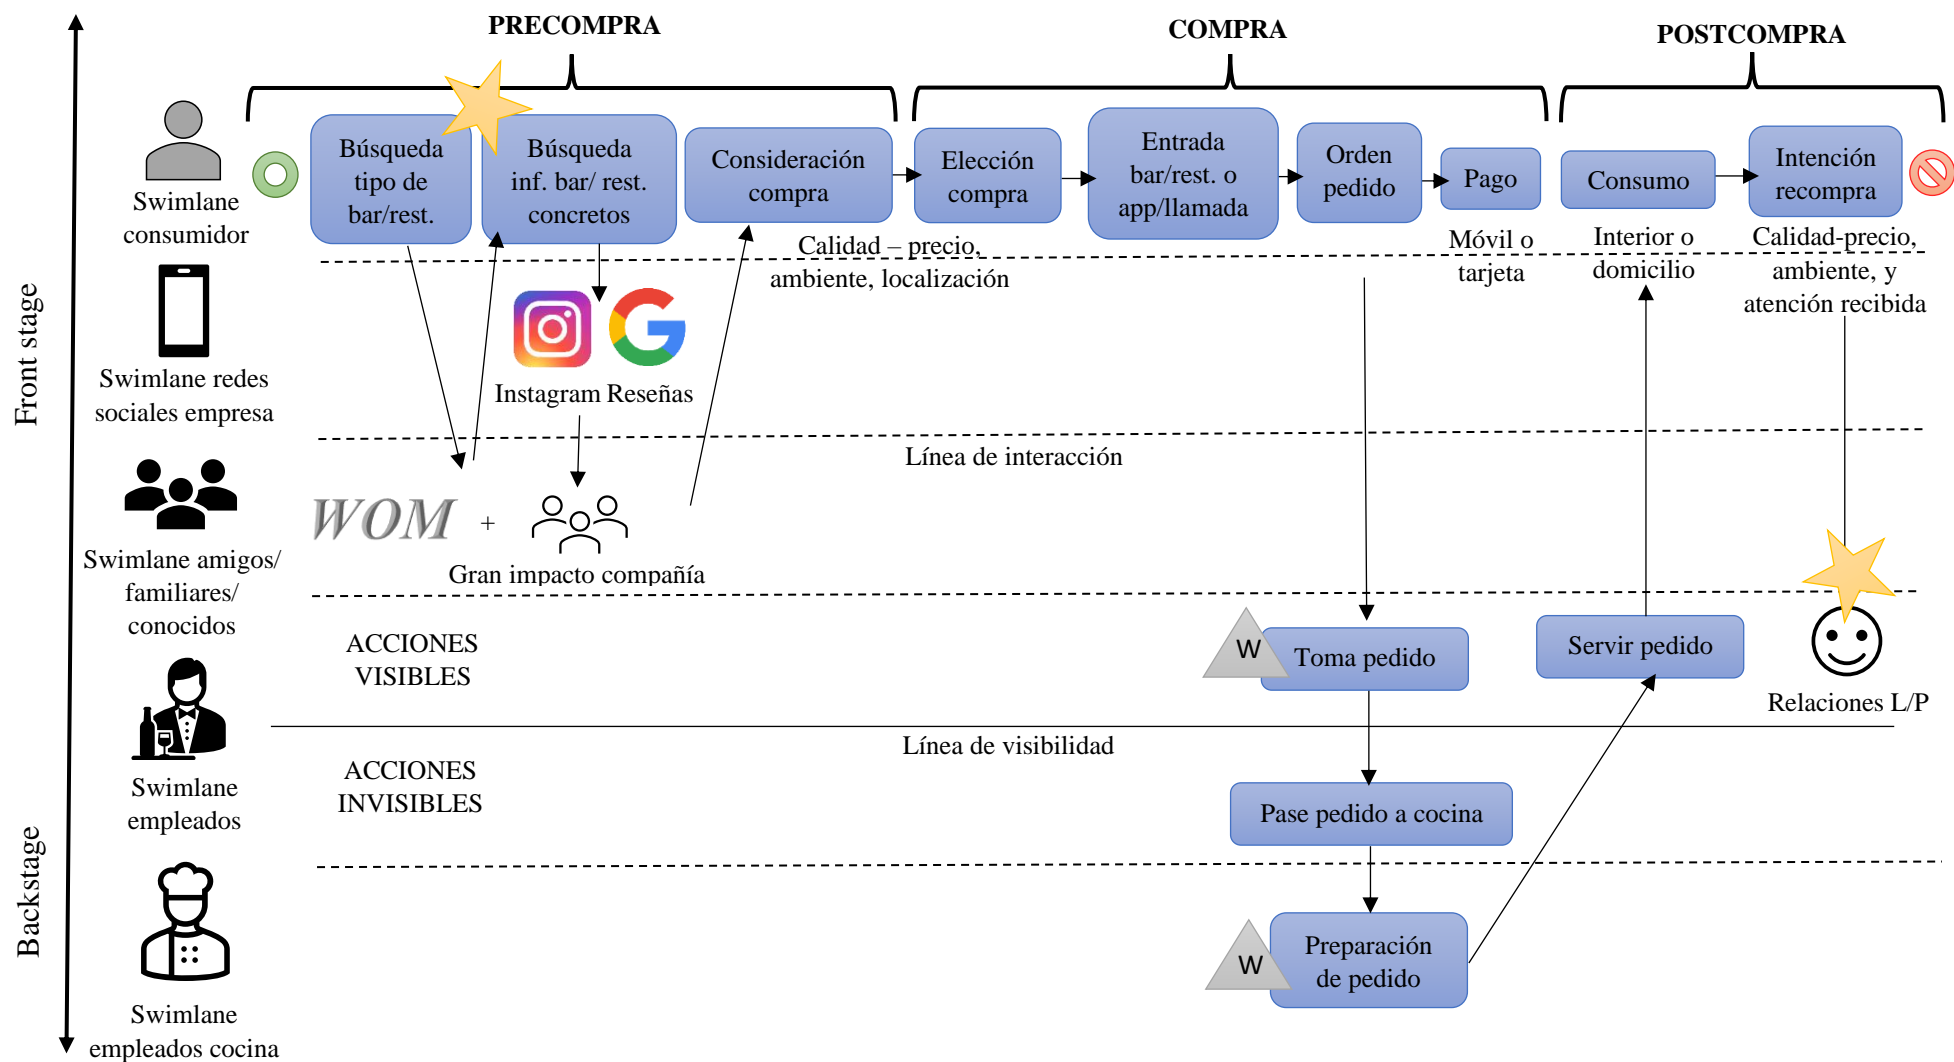 PRECOMPRA
COMPRA
POSTCOMPRA
Front stage
Backstage
Swimlane
consumidor
Búsqueda
tipo de
bar/rest.
Búsqueda
inf. bar/ rest.
concretos
Consideración
compra
Elección
compra
Entrada
bar/rest. o
app/llamada
Orden
pedido
Pago
Consumo
Intención
recompra
Calidad – precio,
ambiente, localización
Móvil o
tarjeta
Interior o
domicilio
Calidad-precio,
ambiente, y
atención recibida
Swimlane redes
sociales empresa
Instagram Reseñas
Línea de interacción
Swimlane amigos/
familiares/
conocidos
WOM +
Gran impacto compañía
ACCIONES
VISIBLES
W
Toma pedido
Servir pedido
Relaciones L/P
Línea de visibilidad
Swimlane
empleados
ACCIONES
INVISIBLES
Pase pedido a cocina
Swimlane
empleados cocina
W
Preparación
de pedido